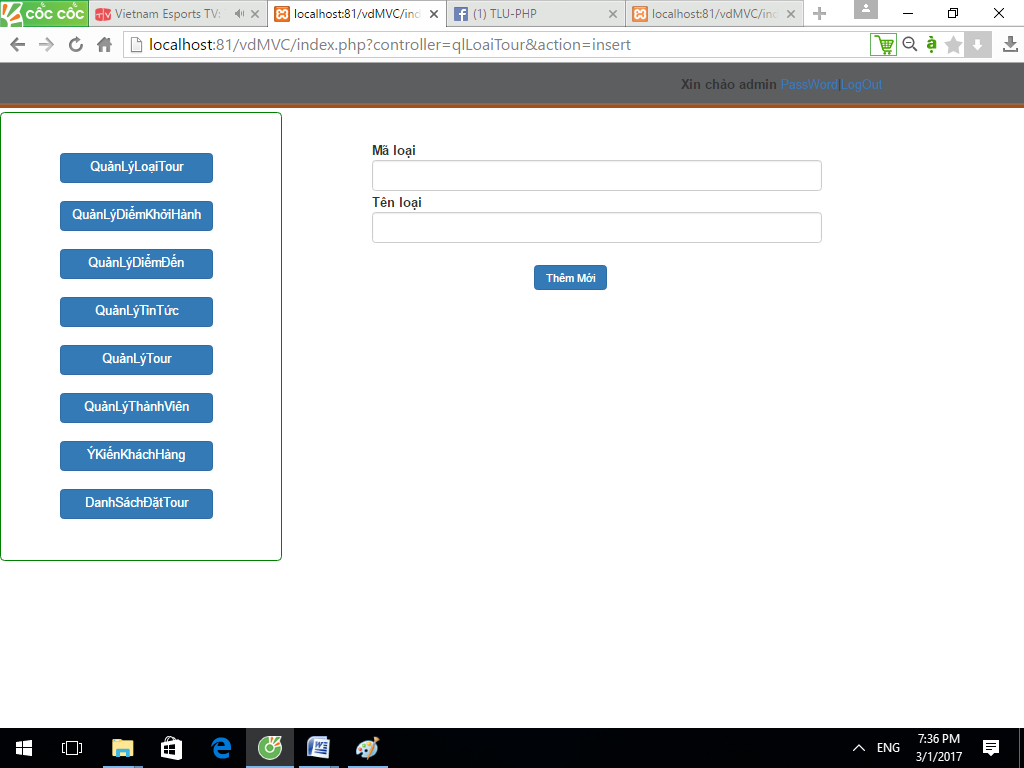 cốc cốc
Vietnam Esports TV:
localhost:81/vdMVC/ind
(1) TLU-PHP
localhost:81/vdMVC/ind
localhost:81/vdMVC/index.php?controller=qlLoaiTour&action=insert
Xin chào admin PassWord|LogOut
QuảnLýLoạiTour
QuảnLýDiểmKhởiHành
QuảnLýDiểmĐến
QuảnLýTinTức
QuảnLýTour
QuảnLýThànhViên
ÝKiếnKháchHàng
DanhSáchĐặtTour
Mã loại
Tên loại
Thêm Mới
ENG
7:36 PM
3/1/2017